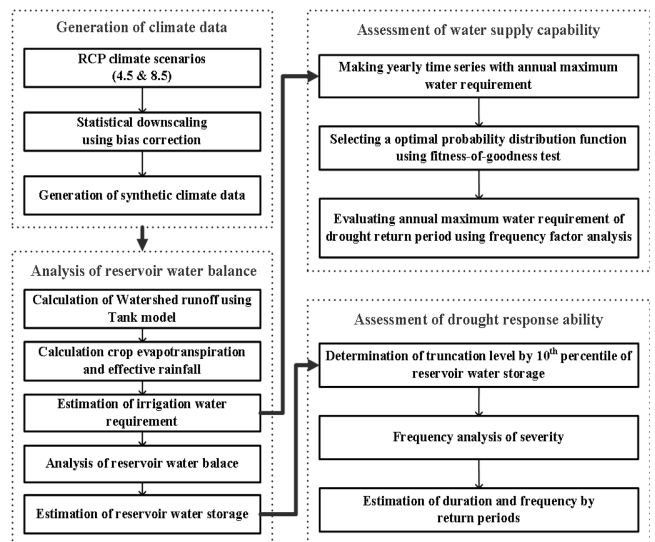 Generation of climate data
RCP climate scenarios
(4.5 & 8.5)
Statistical downscaling
using bias correction
Generation of synthetic climate data
Analysis of reservoir water balance
Calculation of Watershed runoff using
Tank model
Calculation crop evapotranspiration
and effective rainfall
Estimation of irrigation water
requirement
Analysis of reservoir water balace
Estimation of reservoir water storage
Assessment of water supply capability
Making yearly time series with annual maximum
water requirement
Selecting a optimal probability distribution function
using fitness-of-goodness test
Evaluating annual maximum water requirement of
drought return period using frequency factor analysis
Assessment of drought response ability
Determination of truncation level by 10th percentile of
reservoir water storage
Frequency analysis of severity
Estimation of duration and frequency by
return periods